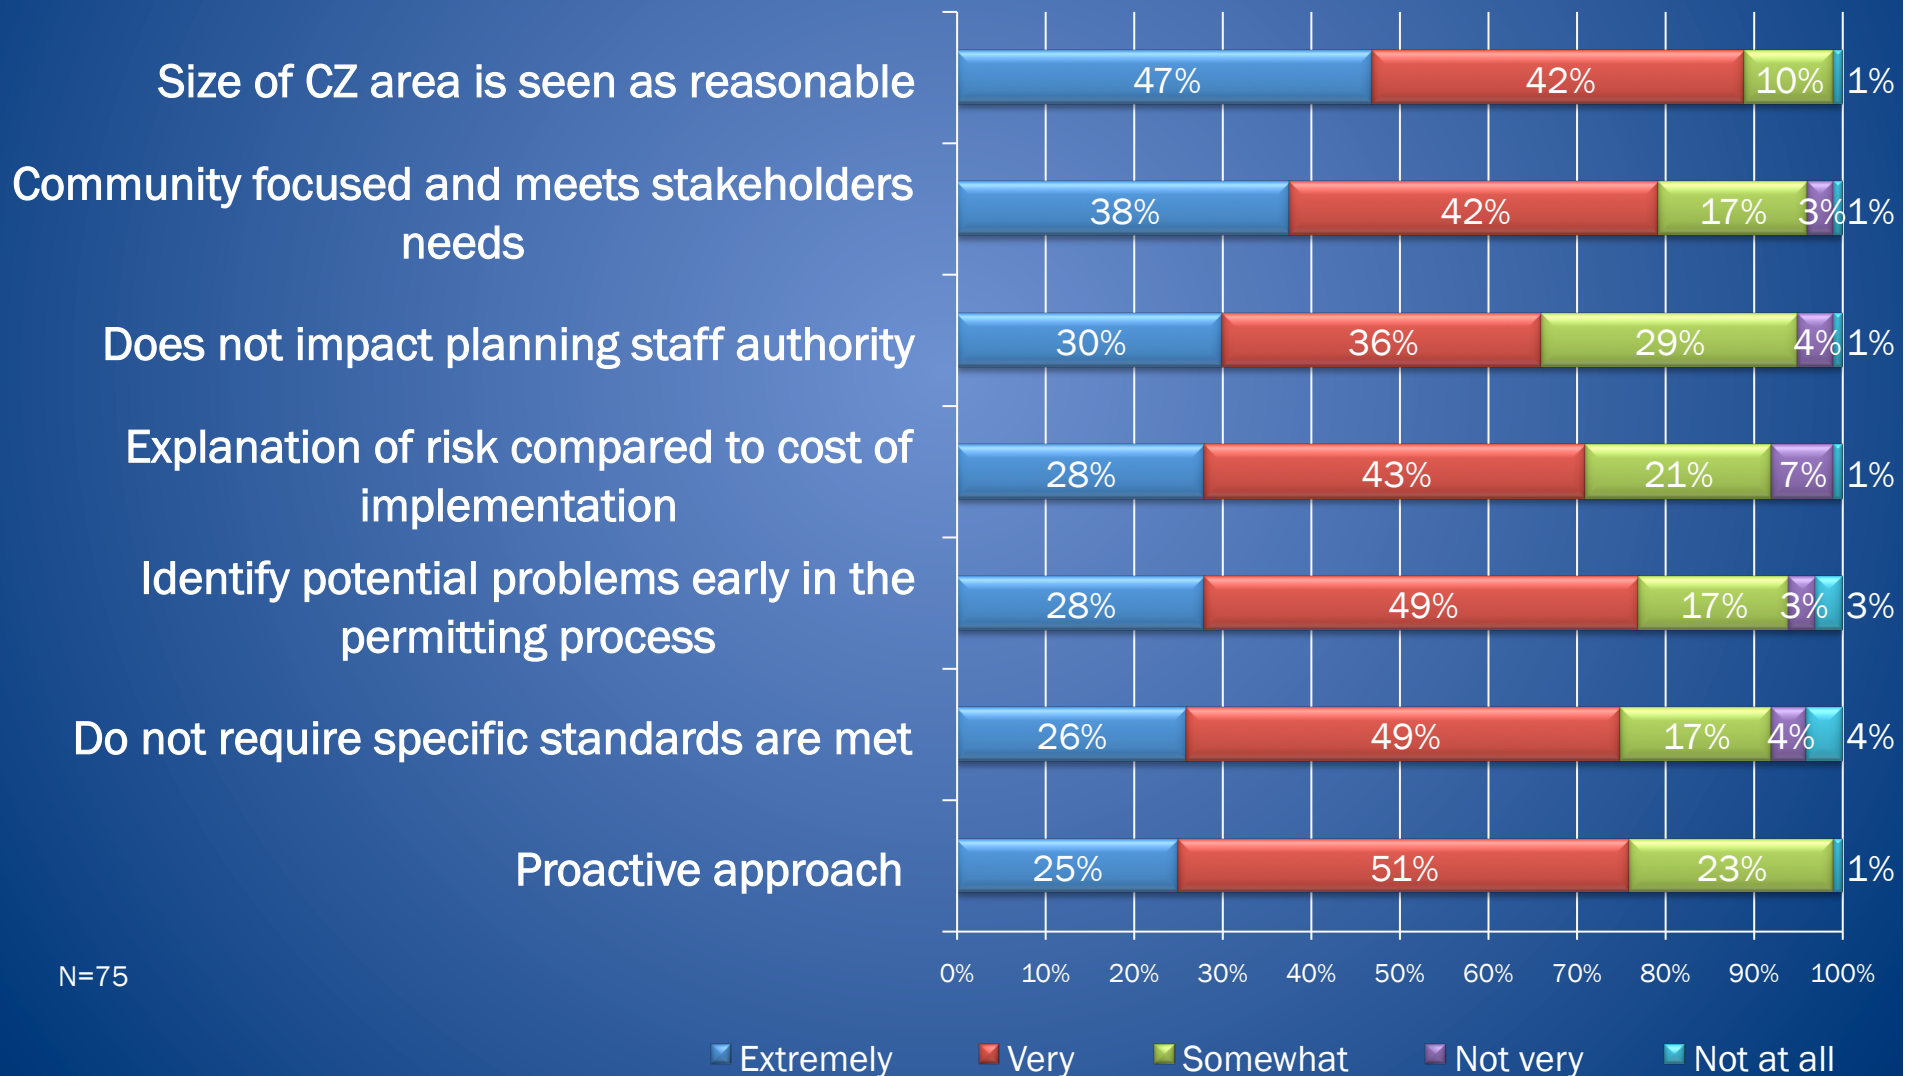 Size of CZ area is seen as reasonable
47% 42% 10% 1%
Community focused and meets stakeholders
needs
38% 42% 17% 3% 1%
Does not impact planning staff authority
30% 36% 29% 4% 1%
Explanation of risk compared to cost of
implementation
28% 43% 21% 7% 1%
Identify potential problems early in the
permitting process
28% 49% 17% 3% 3%
Do not require specific standards are met
26% 49% 17% 4% 4%
Proactive approach
25% 51% 23% 1%
N=75
0% 10% 20% 30% 40% 50% 60% 70% 80% 90% 100%
Extremely Very Somewhat Not very Not at all